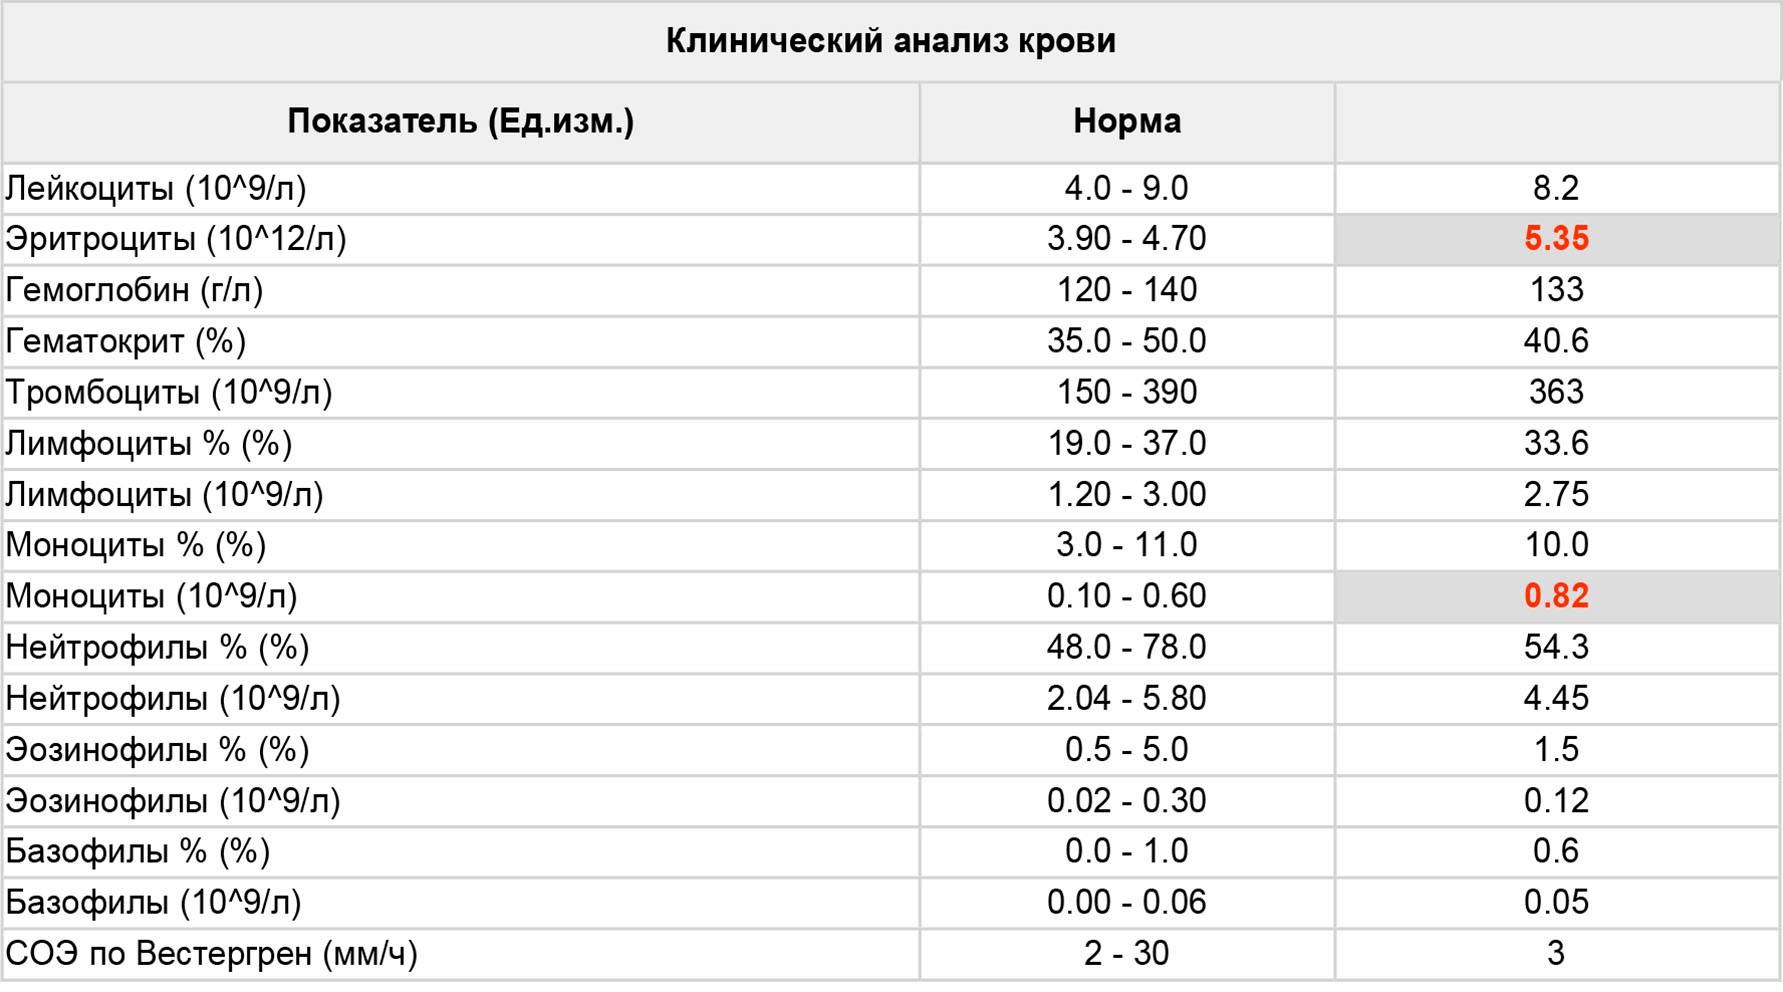 Клинический анализ крови
Показатель (Ед.изм.) Норма
Лейкоциты (10^9/л) 4.0 - 9.0 8.2
Эритроциты (10^12/л) 3.90 - 4.70 5.35
Гемоглобин (г/л) 120 - 140 133
Гематокрит (%) 35.0 - 50.0 40.6
Тромбоциты (10^9/л) 150 - 390 363
Лимфоциты % (%) 19.0 - 37.0 33.6
Лимфоциты (10^9/л) 1.20 - 3.00 2.75
Моноциты % (%) 3.0 - 11.0 10.0
Моноциты (10^9/л) 0.10 - 0.60 0.82
Нейтрофилы % (%) 48.0 - 78.0 54.3
Нейтрофилы (10^9/л) 2.04 - 5.80 4.45
Эозинофилы % (%) 0.5 - 5.0 1.5
Эозинофилы (10^9/л) 0.02 - 0.30 0.12
Базофилы % (%) 0.0 - 1.0 0.6
Базофилы (10^9/л) 0.00 - 0.06 0.05
СОЭ по Вестергрен (мм/ч) 2 - 30 3